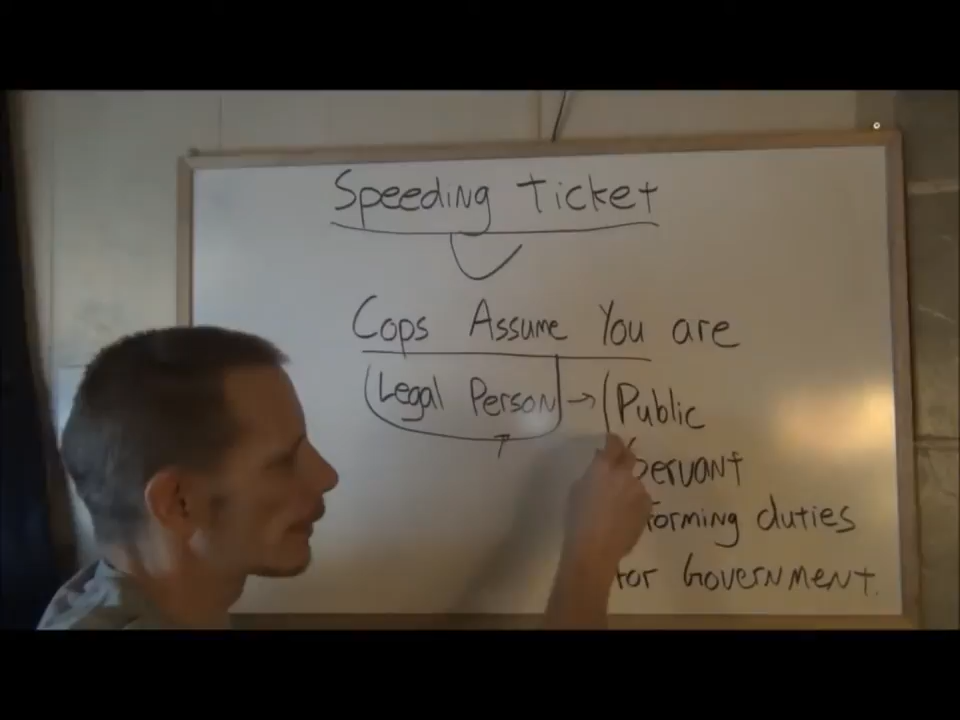 Speeding Ticket
Cops Assume You are
Legal Person → (Public
Servant
forming duties
for Government.